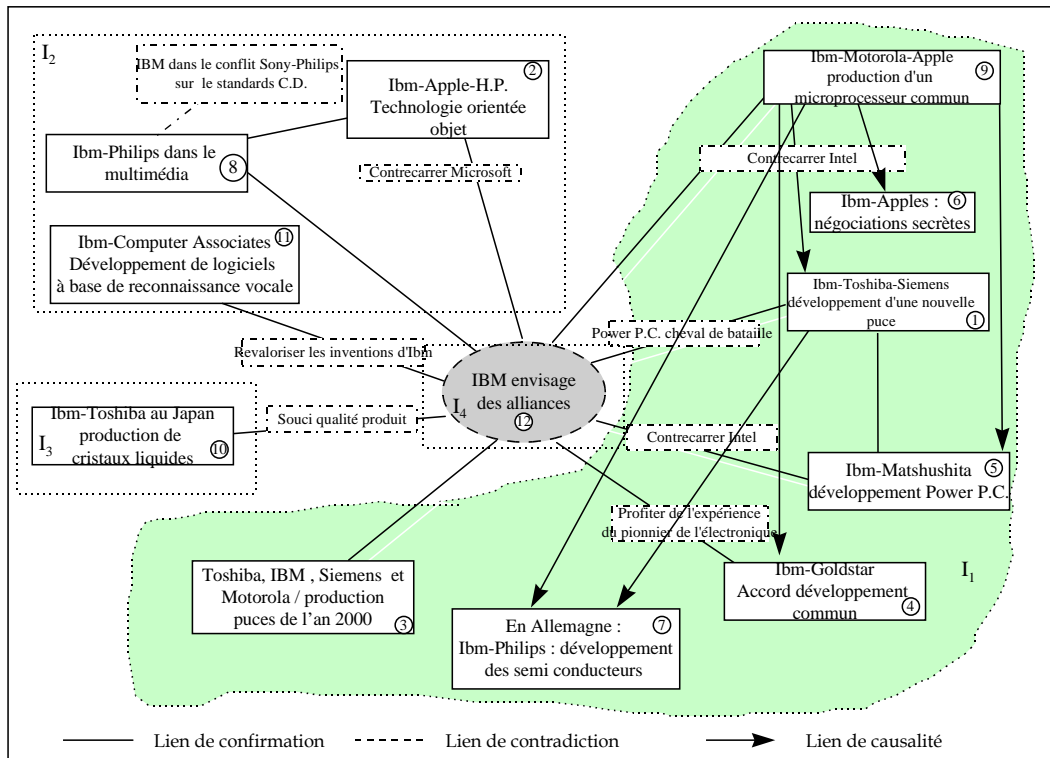 I2
IBM dans le conflit Sony-Philips
sur le standards C.D.
2
Ibm-Apple-H.P.
Technologie orientée
objet
Ibm-Motorola-Apple
9
production d'un
microprocesseur commun
Ibm-Philips dans le
multimédia
8
Contrecarrer Microsoft
Contrecarrer Intel
Ibm-Apples :
6
négociations secrètes
Ibm-Computer Associates
11
Développement de logiciels
à base de reconnaissance vocale
Ibm-Toshiba-Siemens
développement d'une nouvelle
puce
1
Power P.C. cheval de bataille
Revaloriser les inventions d'Ibm
IBM envisage
des alliances
I4
12
Ibm-Toshiba au Japan
I3
production de
cristaux liquides
10
Souci qualité produit
Contrecarrer Intel
Ibm-Matshushita
5
développement Power P.C.
Profiter de l'expérience
du pionnier de l'électronique
Toshiba, IBM , Siemens et
Motorola / production
puces de l'an 2000
3
Ibm-Goldstar
Accord développement
commun
4
I1
En Allemagne :
7
Ibm-Philips : développement
des semi conducteurs
Lien de confirmation
Lien de contradiction
Lien de causalité